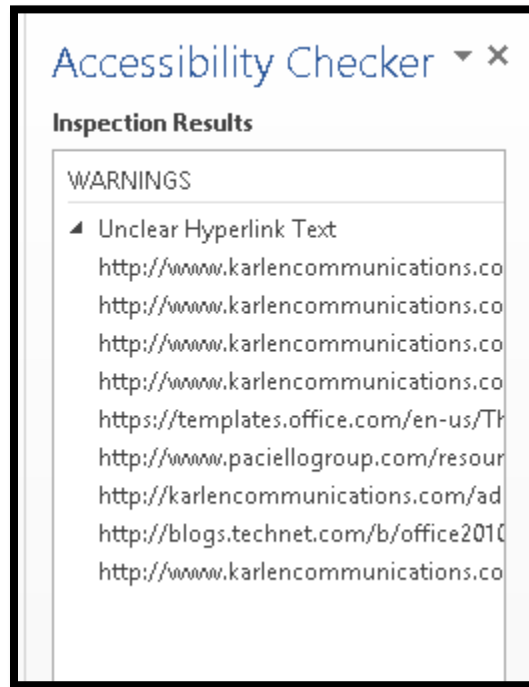 Accessibility Checker
Inspection Results
WARNINGS
Unclear Hyperlink Text
http://www.karlencommunications.co
http://www.karlencommunications.co
http://www.karlencommunications.co
http://www.karlencommunications.co
https://templates.office.com/en-us/Th
http://www.paciellogroup.com/resour
http://karlencommunications.com/ad
http://blogs.technet.com/b/office2010
http://www.karlencommunications.co